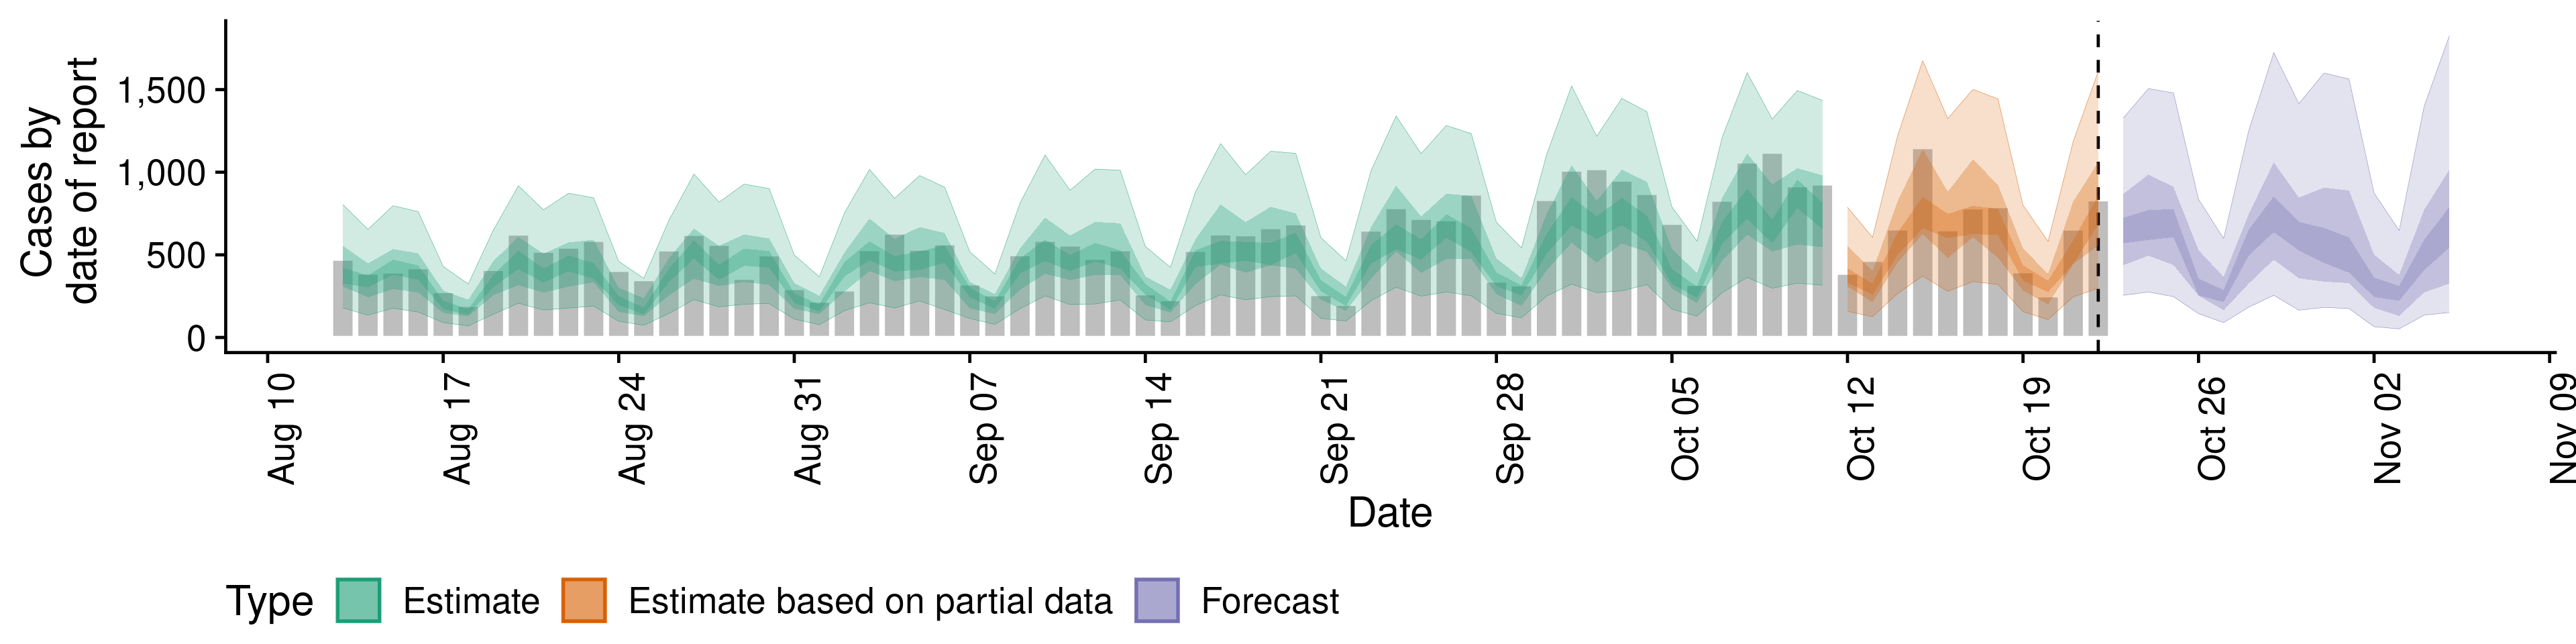 Cases by
date of report
1,500
1,000
500
0
Aug 10
Aug 17
Aug 24
Aug 31
Sep 07
Sep 14
Sep 21
Sep 28
Oct 05
Oct 12
Oct 19
Oct 26
Nov 02
Nov 09
Date
Type Estimate Estimate based on partial data Forecast